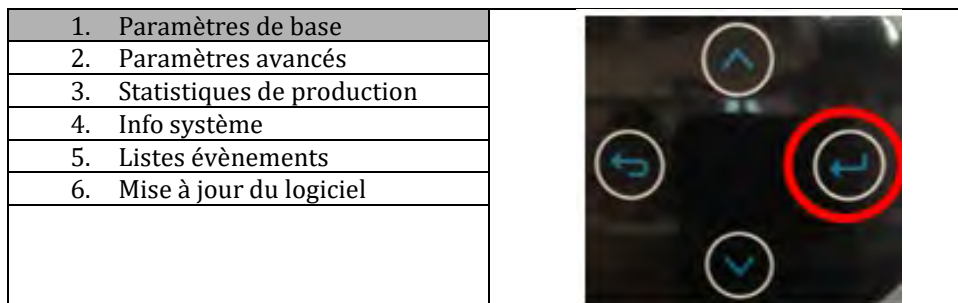 1. Paramètres de base
2. Paramètres avancés
3. Statistiques de production
4. Info système
5. Listes évènements
6. Mise à jour du logiciel